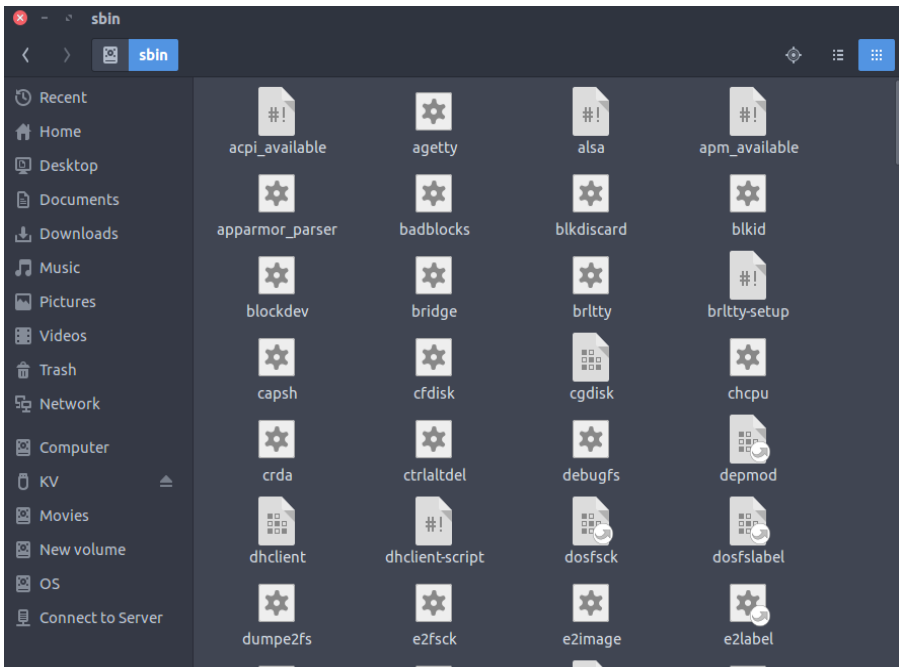 sbin
sbin
Recent
Home
Desktop
Documents
Downloads
Music
Pictures
Videos
Trash
Network
Computer
KV
Movies
New volume
OS
Connect to Server
#! #! #!
acpi_available agetty alsa apm_available
apparmor_parser badblocks blkdiscard blkid
#!
blockdev bridge brltty brltty-setup
capsh cfdisk cgdisk chcpu
crda ctrlaltdel debugfs depmod
#!
dhclient dhclient-script dosfsck dosfslabel
dumpe2fs e2fsck e2image e2label